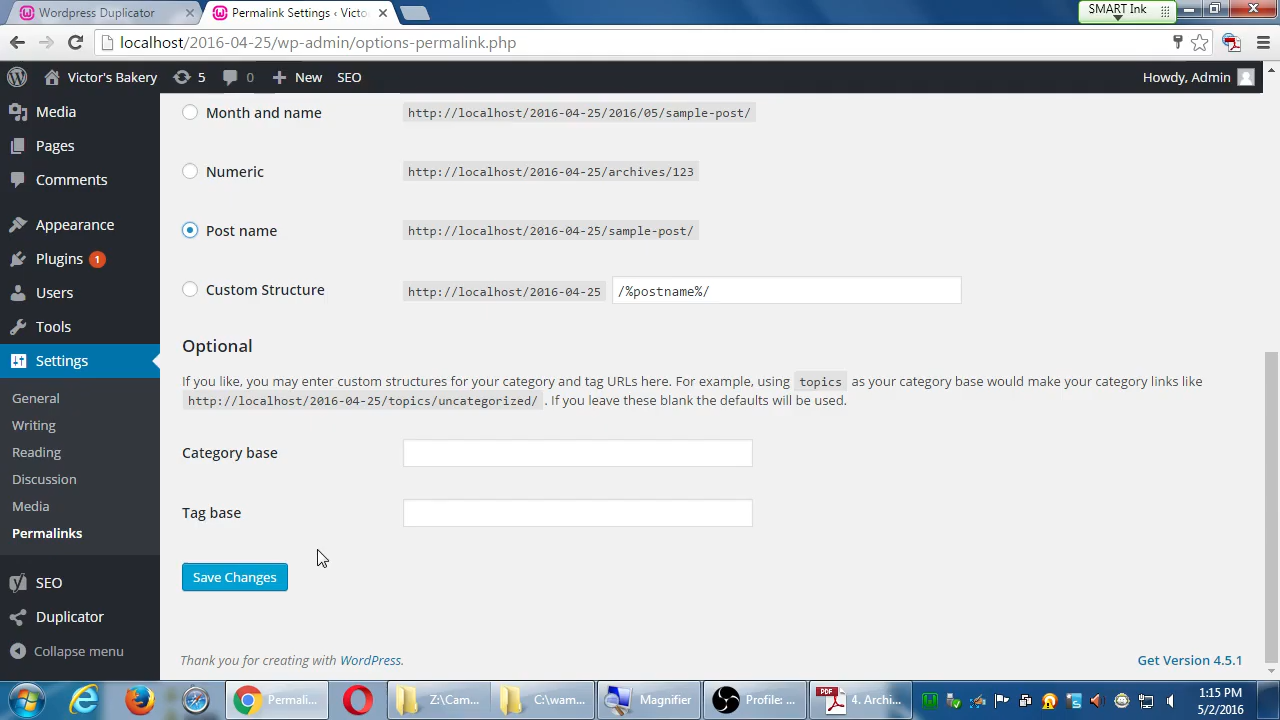 Wordpress Duplicator
Permalink Settings ‹ Victo
SMART Ink
localhost/2016-04-25/wp-admin/options-permalink.php
Victor's Bakery 5 0 New SEO Howdy, Admin
Media
Pages
Comments
Appearance
Plugins 1
Users
Tools
Settings
General
Writing
Reading
Discussion
Media
Permalinks
SEO
Duplicator
Collapse menu
Month and name http://localhost/2016-04-25/2016/05/sample-post/
Numeric http://localhost/2016-04-25/archives/123
Post name http://localhost/2016-04-25/sample-post/
Custom Structure http://localhost/2016-04-25 /%postname%/
Optional
If you like, you may enter custom structures for your category and tag URLs here. For example, using topics as your category base would make your category links like
http://localhost/2016-04-25/topics/uncategorized/ . If you leave these blank the defaults will be used.
Category base
Tag base
Save Changes
Thank you for creating with WordPress.
Get Version 4.5.1
Permali...
Z:\Cam...
C:\wam...
Magnifier
Profile: ...
PDF
4. Archi...
1:15 PM
5/2/2016